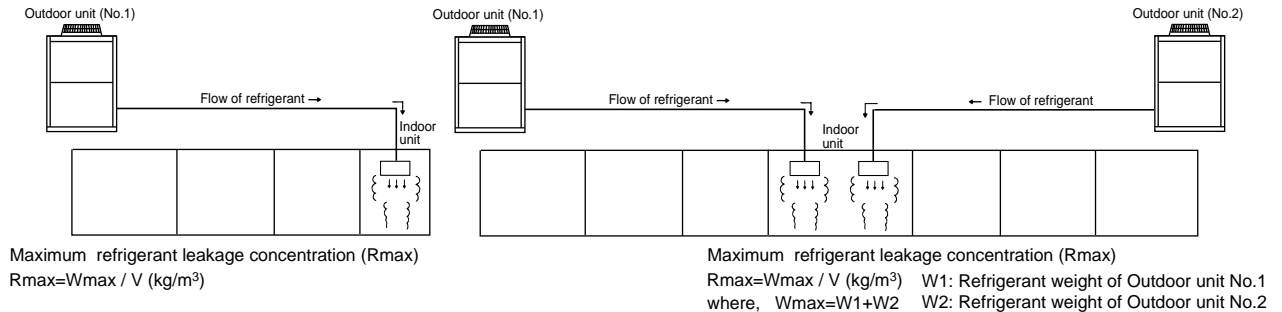 Outdoor unit (No.1)
Flow of refrigerant →
Indoor
unit
Maximum refrigerant leakage concentration (Rmax)
Rmax=Wmax / V (kg/m³)
Outdoor unit (No.1)
Outdoor unit (No.2)
Flow of refrigerant →
← Flow of refrigerant
Indoor
unit
Maximum refrigerant leakage concentration (Rmax)
Rmax=Wmax / V (kg/m³) W1: Refrigerant weight of Outdoor unit No.1
where, Wmax=W1+W2 W2: Refrigerant weight of Outdoor unit No.2